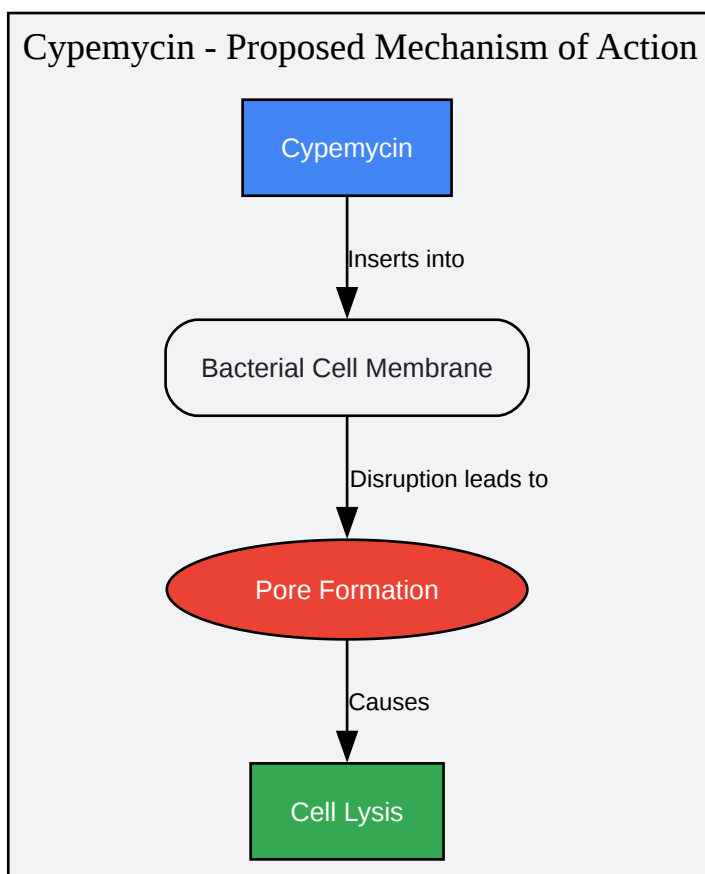 Cypemycin - Proposed Mechanism of Action
Cypemycin
Inserts into
Bacterial Cell Membrane
Disruption leads to
Pore Formation
Causes
Cell Lysis